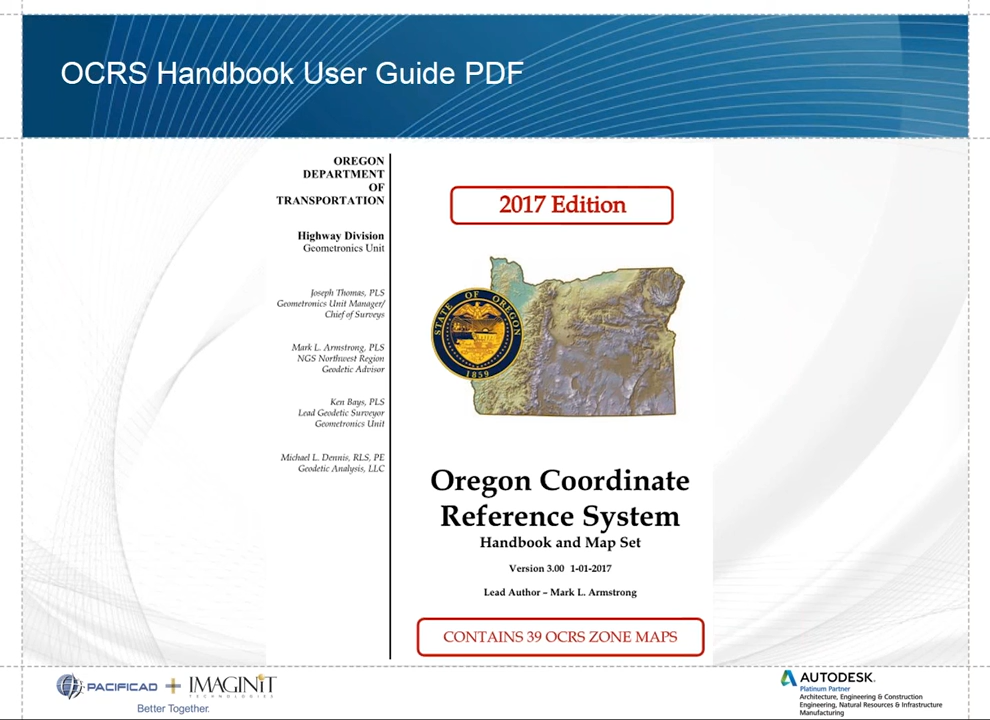 OCRS Handbook User Guide PDF
OREGON
DEPARTMENT
OF
TRANSPORTATION
Highway Division
Geometronics Unit
Joseph Thomas, PLS
Geometronics Unit Manager/
Chief of Surveys
Mark L. Armstrong, PLS
NGS Northwest Region
Geodetic Advisor
Ken Bays, PLS
Lead Geodetic Surveyor
Geometronics Unit
Michael L. Dennis, RLS, PE
Geodetic Analysis, LLC
2017 Edition
STATE OF OREGON
1859
Oregon Coordinate
Reference System
Handbook and Map Set
Version 3.00 1-01-2017
Lead Author – Mark L. Armstrong
CONTAINS 39 OCRS ZONE MAPS
PACIFICAD + IMAGINiT
TECHNOLOGIES
Better Together.
AUTODESK.
Platinum Partner
Architecture, Engineering & Construction
Engineering, Natural Resources & Infrastructure
Manufacturing